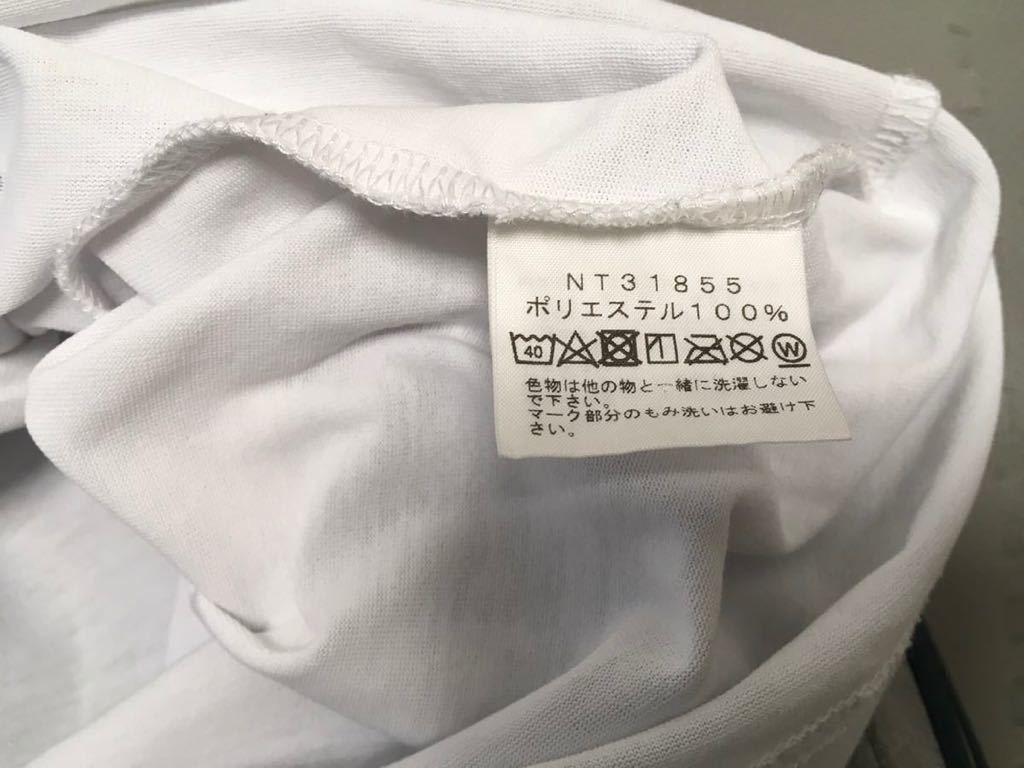 NT31855
ポリエステル100%
40 W
色物は他の物と一緒に洗濯しない
で下さい。
マーク部分のもみ洗いはお避け下
さい。